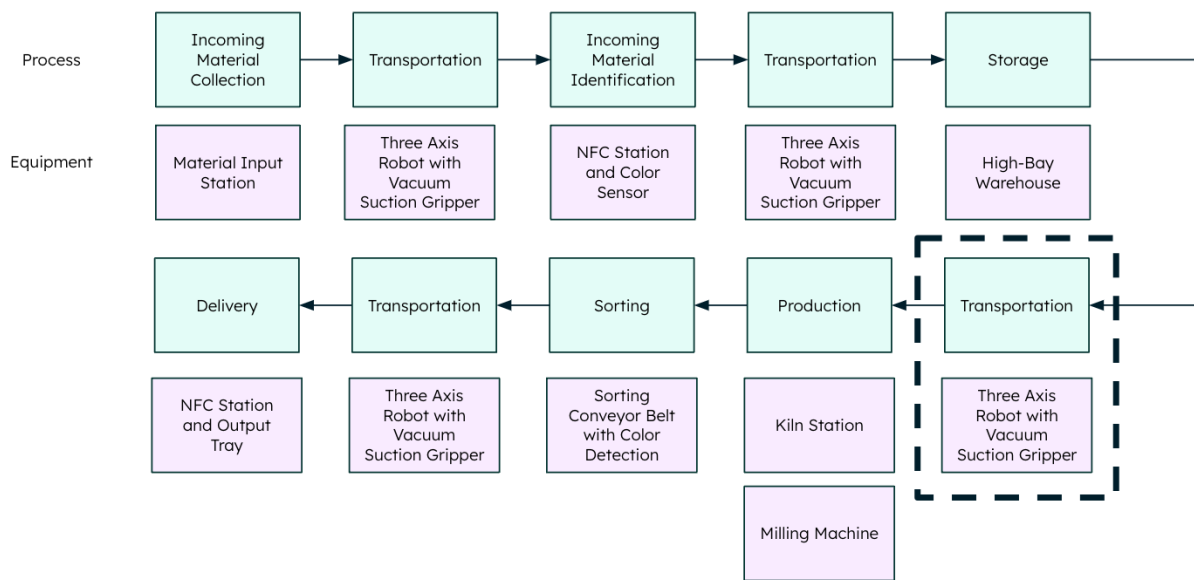 Process
Incoming
Material
Collection
Transportation
Incoming
Material
Identification
Transportation
Storage
Equipment
Material Input
Station
Three Axis
Robot with
Vacuum
Suction Gripper
NFC Station
and Color
Sensor
Three Axis
Robot with
Vacuum
Suction Gripper
High-Bay
Warehouse
Delivery
Transportation
Sorting
Production
Transportation
NFC Station
and Output
Tray
Three Axis
Robot with
Vacuum
Suction Gripper
Sorting
Conveyor Belt
with Color
Detection
Kiln Station
Three Axis
Robot with
Vacuum
Suction Gripper
Milling Machine